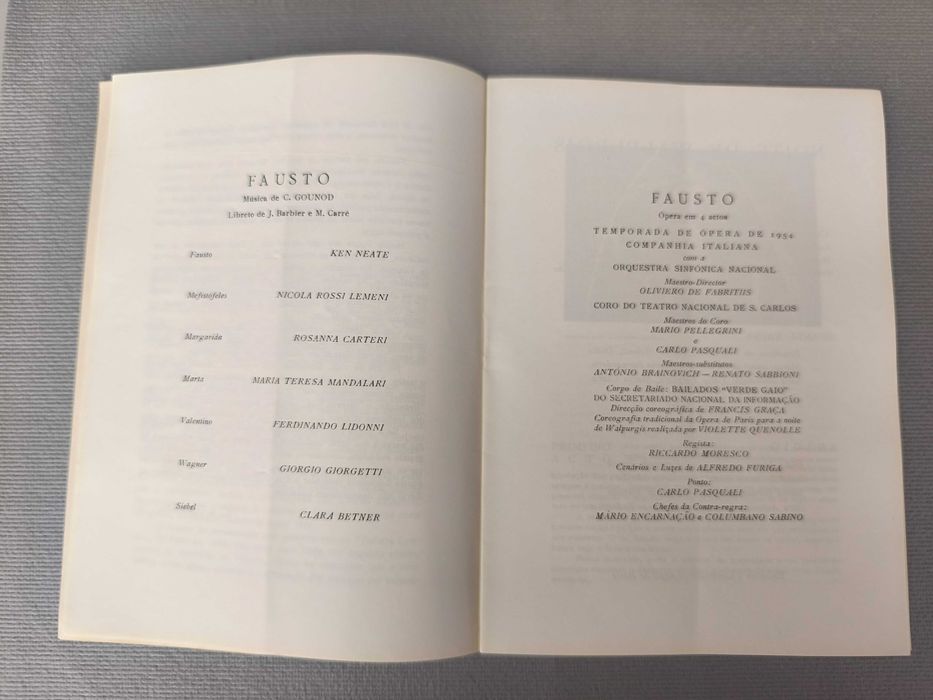 FAUSTO
Música de C. GOUNOD
Libreto de J. Barbier e M. Carré
Fausto KEN NEATE
Mefistófeles NICOLA ROSSI LEMENI
Margarida ROSANNA CARTERI
Marta MARIA TERESA MANDALARI
Valentino FERDINANDO LIDONNI
Wagner GIORGIO GIORGETTI
Siebel CLARA BETNER
FAUSTO
Ópera em 4 actos
TEMPORADA DE ÓPERA DE 1954
COMPANHIA ITALIANA
com a
ORQUESTRA SINFÓNICA NACIONAL
Maestro-Director
OLIVIERO DE FABRITIIS
CORO DO TEATRO NACIONAL DE S. CARLOS
Maestros do Coro
MARIO PELLEGRINI
e
CARLO PASQUALI
Maestros-substitutos
ANTÓNIO BRAINOVICH — RENATO SABBIONI
Corpo de Baile: BAILADOS "VERDE GAIO"
DO SECRETARIADO NACIONAL DA INFORMAÇÃO
Direcção coreográfica de FRANCIS GRAÇA
Coreografia tradicional da Ópera de Paris para a noite
de Walpurgis realizada por VIOLETTE QUENOLLE
Regista:
RICCARDO MORESCO
Cenários e Luzes de ALFREDO FURIGA
Ponto:
CARLO PASQUALI
Chefes da Contra-regra:
MÁRIO ENCARNAÇÃO e COLUMBANO SABINO